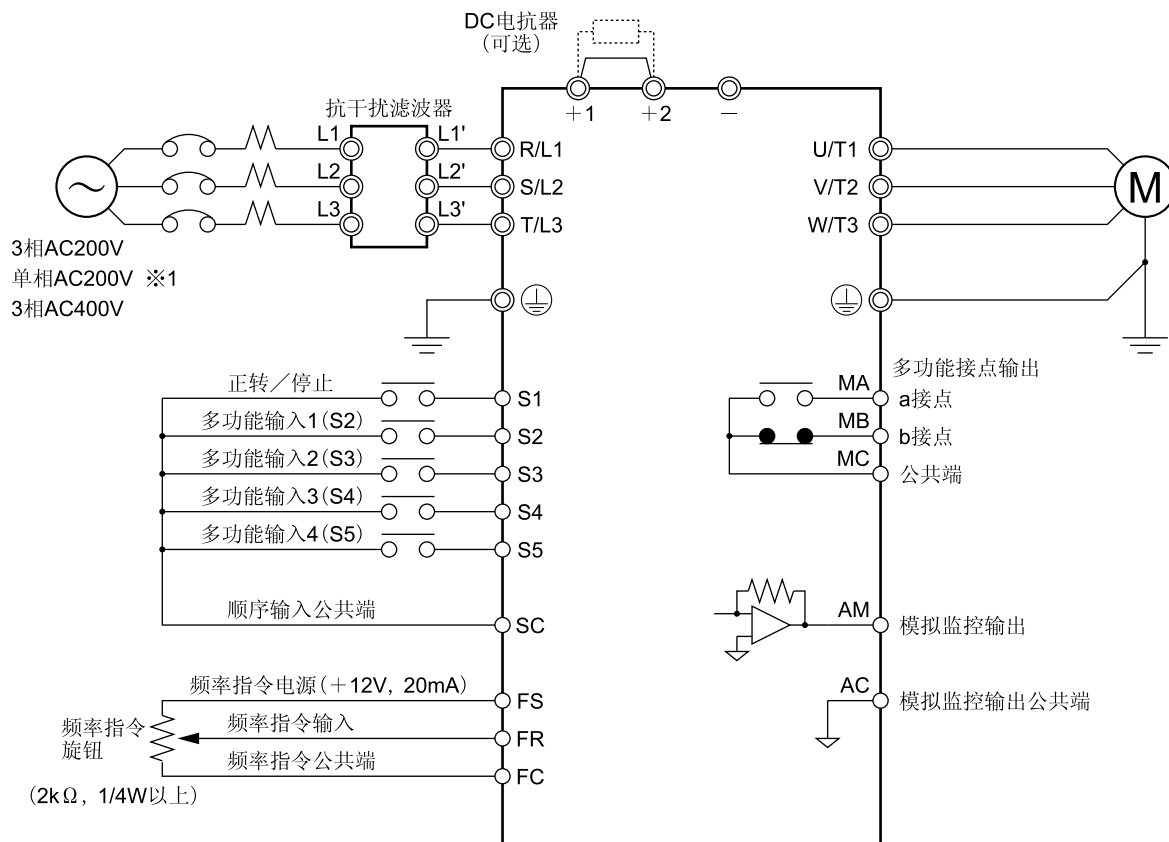 DC电抗器
(可选)
+1
+2
−
抗干扰滤波器
L1
L1'
R/L1
L2
L2'
S/L2
L3
L3'
T/L3
U/T1
V/T2
W/T3
M
3相AC200V
单相AC200V ※1
3相AC400V
正转/停止
S1
多功能输入1(S2)
S2
多功能输入2(S3)
S3
多功能输入3(S4)
S4
多功能输入4(S5)
S5
顺序输入公共端
SC
多功能接点输出
MA
a接点
MB
b接点
MC
公共端
AM
模拟监控输出
AC
模拟监控输出公共端
频率指令电源(+12V, 20mA)
FS
频率指令输入
FR
频率指令公共端
FC
频率指令
旋钮
(2kΩ, 1/4W以上)